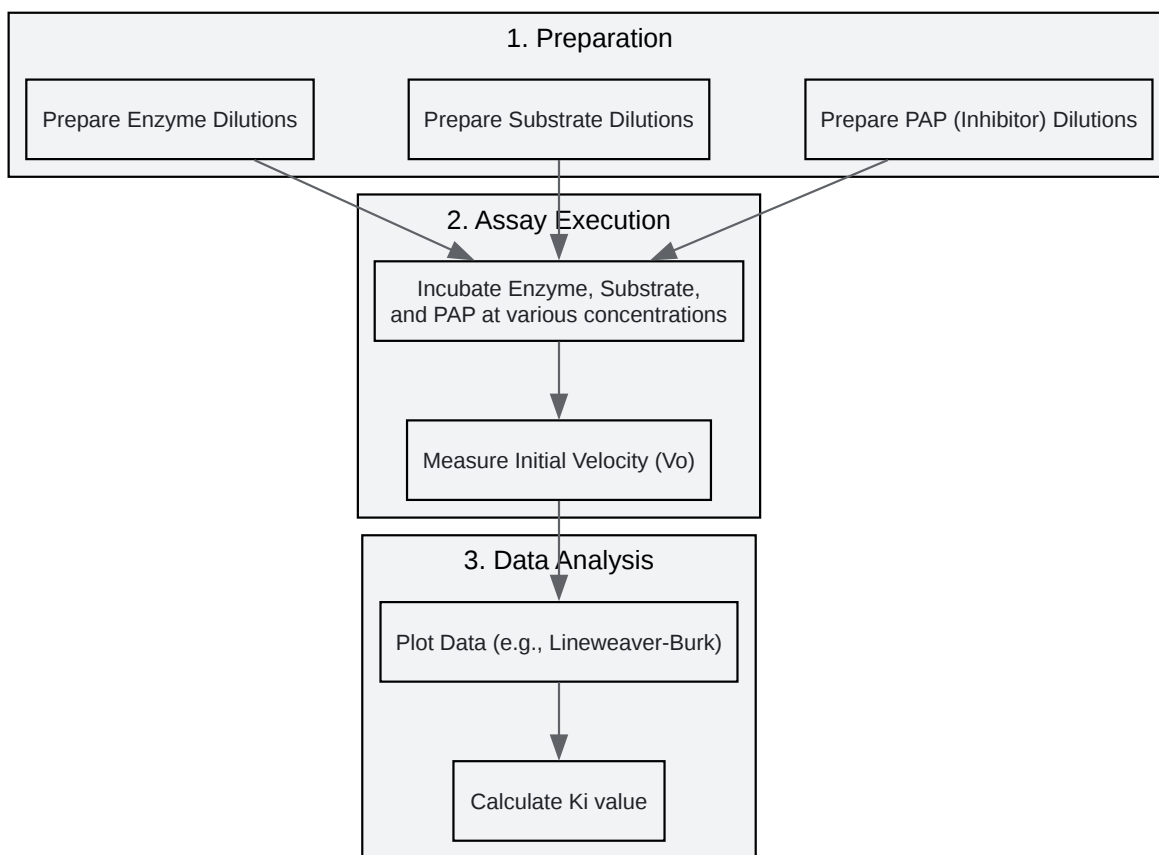 1. Preparation
Prepare Enzyme Dilutions
Prepare Substrate Dilutions
Prepare PAP (Inhibitor) Dilutions
2. Assay Execution
Incubate Enzyme, Substrate,
and PAP at various concentrations
Measure Initial Velocity (Vo)
3. Data Analysis
Plot Data (e.g., Lineweaver-Burk)
Calculate Ki value